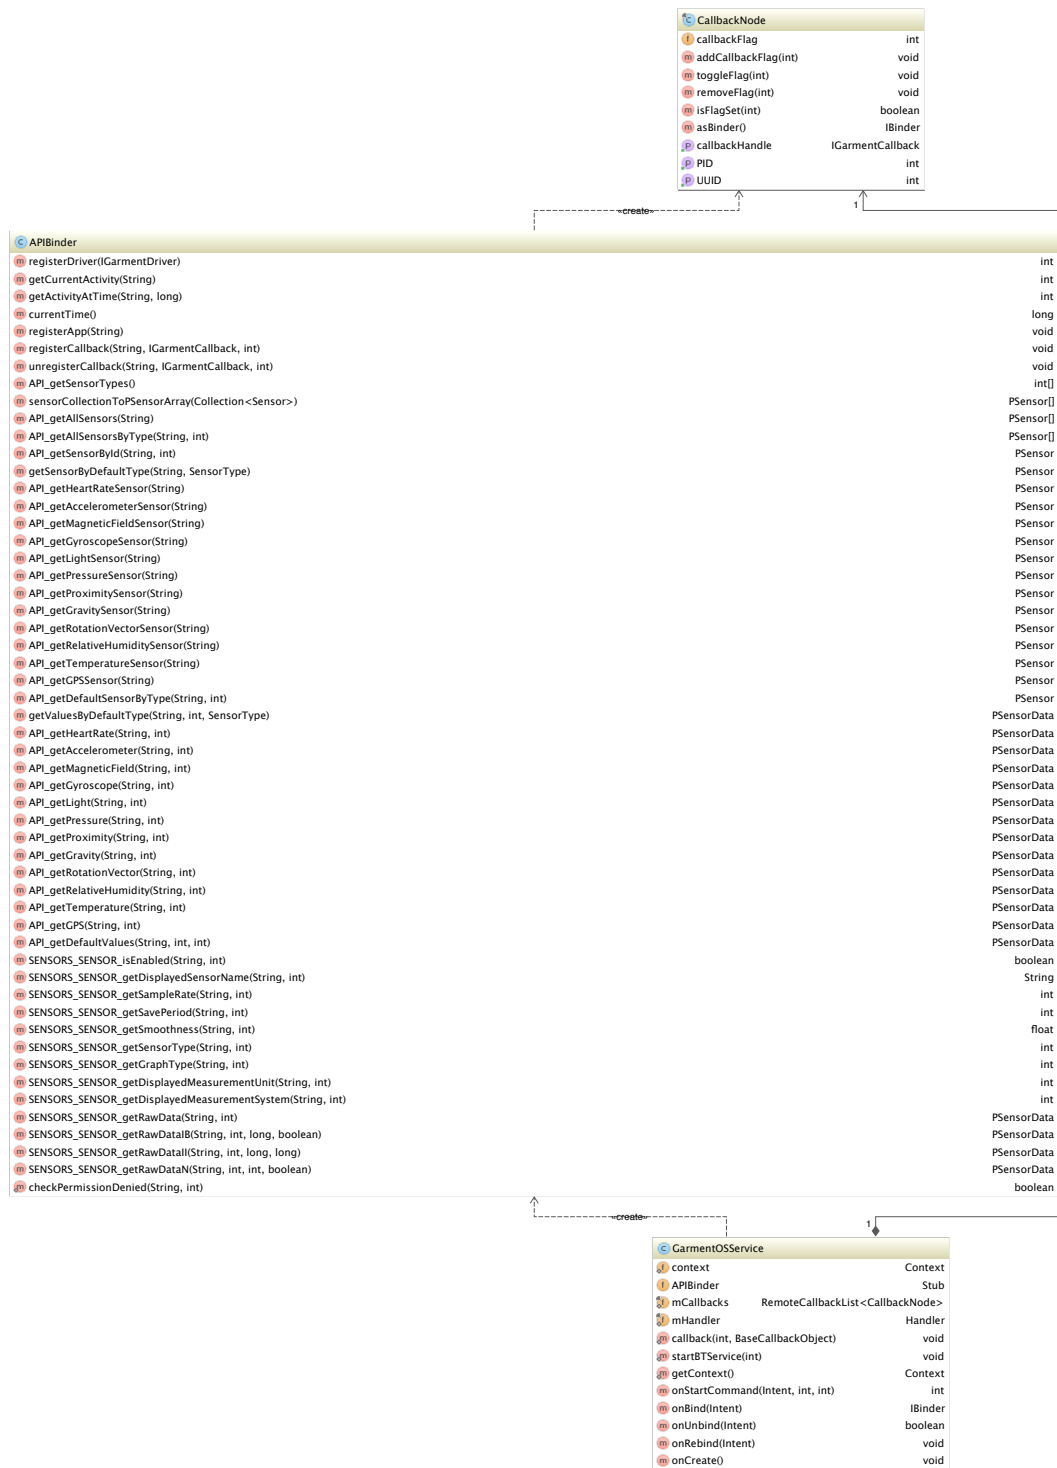 CallbackNode
callbackFlag int
addCallbackFlag(int) void
toggleFlag(int) void
removeFlag(int) void
isFlagSet(int) boolean
asBinder() IBinder
callbackHandle IGarmentCallback
PID int
UUID int
1
«create»
APIBinder
registerDriver(IGarmentDriver) int
getCurrentActivity(String) int
getActivityAtTime(String, long) int
currentTime() long
registerApp(String) void
registerCallback(String, IGarmentCallback, int) void
unregisterCallback(String, IGarmentCallback, int) void
API_getSensorTypes() int[]
sensorCollectionToPSensorArray(Collection<Sensor>) PSensor[]
API_getAllSensors(String) PSensor[]
API_getAllSensorsByType(String, int) PSensor[]
API_getSensorById(String, int) PSensor
getSensorByDefaultType(String, SensorType) PSensor
API_getHeartRateSensor(String) PSensor
API_getAccelerometerSensor(String) PSensor
API_getMagneticFieldSensor(String) PSensor
API_getGyroscopeSensor(String) PSensor
API_getLightSensor(String) PSensor
API_getPressureSensor(String) PSensor
API_getProximitySensor(String) PSensor
API_getGravitySensor(String) PSensor
API_getRotationVectorSensor(String) PSensor
API_getRelativeHumiditySensor(String) PSensor
API_getTemperatureSensor(String) PSensor
API_getGPSSensor(String) PSensor
API_getDefaultSensorByType(String, int) PSensor
getValuesByDefaultType(String, int, SensorType) PSensorData
API_getHeartRate(String, int) PSensorData
API_getAccelerometer(String, int) PSensorData
API_getMagneticField(String, int) PSensorData
API_getGyroscope(String, int) PSensorData
API_getLight(String, int) PSensorData
API_getPressure(String, int) PSensorData
API_getProximity(String, int) PSensorData
API_getGravity(String, int) PSensorData
API_getRotationVector(String, int) PSensorData
API_getRelativeHumidity(String, int) PSensorData
API_getTemperature(String, int) PSensorData
API_getGPS(String, int) PSensorData
API_getDefaultValues(String, int, int) PSensorData
SENSORS_SENSOR_isEnabled(String, int) boolean
SENSORS_SENSOR_getDisplayedSensorName(String, int) String
SENSORS_SENSOR_getSampleRate(String, int) int
SENSORS_SENSOR_getSavePeriod(String, int) int
SENSORS_SENSOR_getSmoothness(String, int) float
SENSORS_SENSOR_getSensorType(String, int) int
SENSORS_SENSOR_getGraphType(String, int) int
SENSORS_SENSOR_getDisplayedMeasurementUnit(String, int) int
SENSORS_SENSOR_getDisplayedMeasurementSystem(String, int) int
SENSORS_SENSOR_getRawData(String, int) PSensorData
SENSORS_SENSOR_getRawDataIB(String, int, long, boolean) PSensorData
SENSORS_SENSOR_getRawDataII(String, int, long, long) PSensorData
SENSORS_SENSOR_getRawDataN(String, int, int, boolean) PSensorData
checkPermissionDenied(String, int) boolean
«create»
1
GarmentOSService
context Context
APIBinder Stub
mCallbacks RemoteCallbackList<CallbackNode>
mHandler Handler
callback(int, BaseCallbackObject) void
startBTService(int) void
getContext() Context
onStartCommand(Intent, int, int) int
onBind(Intent) IBinder
onUnbind(Intent) boolean
onRebind(Intent) void
onCreate() void